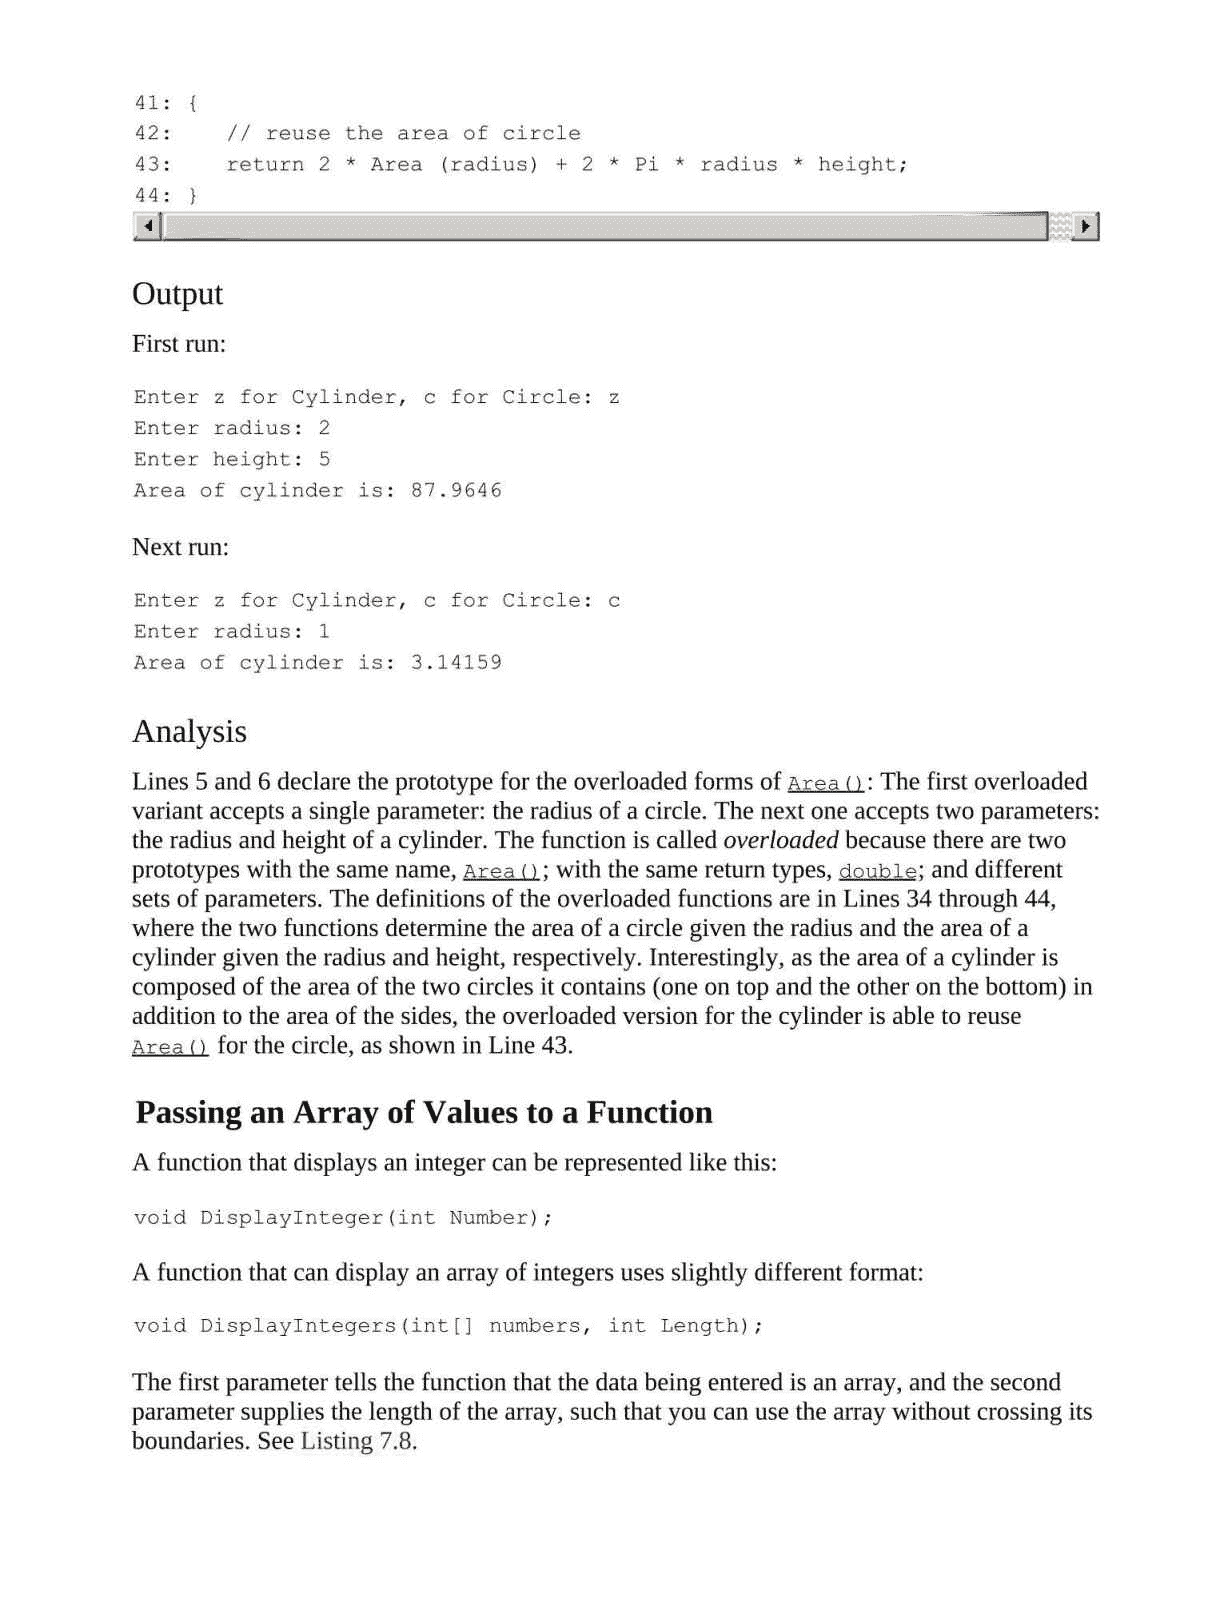 41: {
42:    // reuse the area of circle
43:    return 2 * Area (radius) + 2 * Pi * radius * height;
44: }
Output
First run:
Enter z for Cylinder, c for Circle: z
Enter radius: 2
Enter height: 5
Area of cylinder is: 87.9646
Next run:
Enter z for Cylinder, c for Circle: c
Enter radius: 1
Area of cylinder is: 3.14159
Analysis
Lines 5 and 6 declare the prototype for the overloaded forms of Area(): The first overloaded
variant accepts a single parameter: the radius of a circle. The next one accepts two parameters:
the radius and height of a cylinder. The function is called overloaded because there are two
prototypes with the same name, Area(); with the same return types, double; and different
sets of parameters. The definitions of the overloaded functions are in Lines 34 through 44,
where the two functions determine the area of a circle given the radius and the area of a
cylinder given the radius and height, respectively. Interestingly, as the area of a cylinder is
composed of the area of the two circles it contains (one on top and the other on the bottom) in
addition to the area of the sides, the overloaded version for the cylinder is able to reuse
Area() for the circle, as shown in Line 43.
Passing an Array of Values to a Function
A function that displays an integer can be represented like this:
void DisplayInteger(int Number);
A function that can display an array of integers uses slightly different format:
void DisplayIntegers(int[] numbers, int Length);
The first parameter tells the function that the data being entered is an array, and the second
parameter supplies the length of the array, such that you can use the array without crossing its
boundaries. See Listing 7.8.